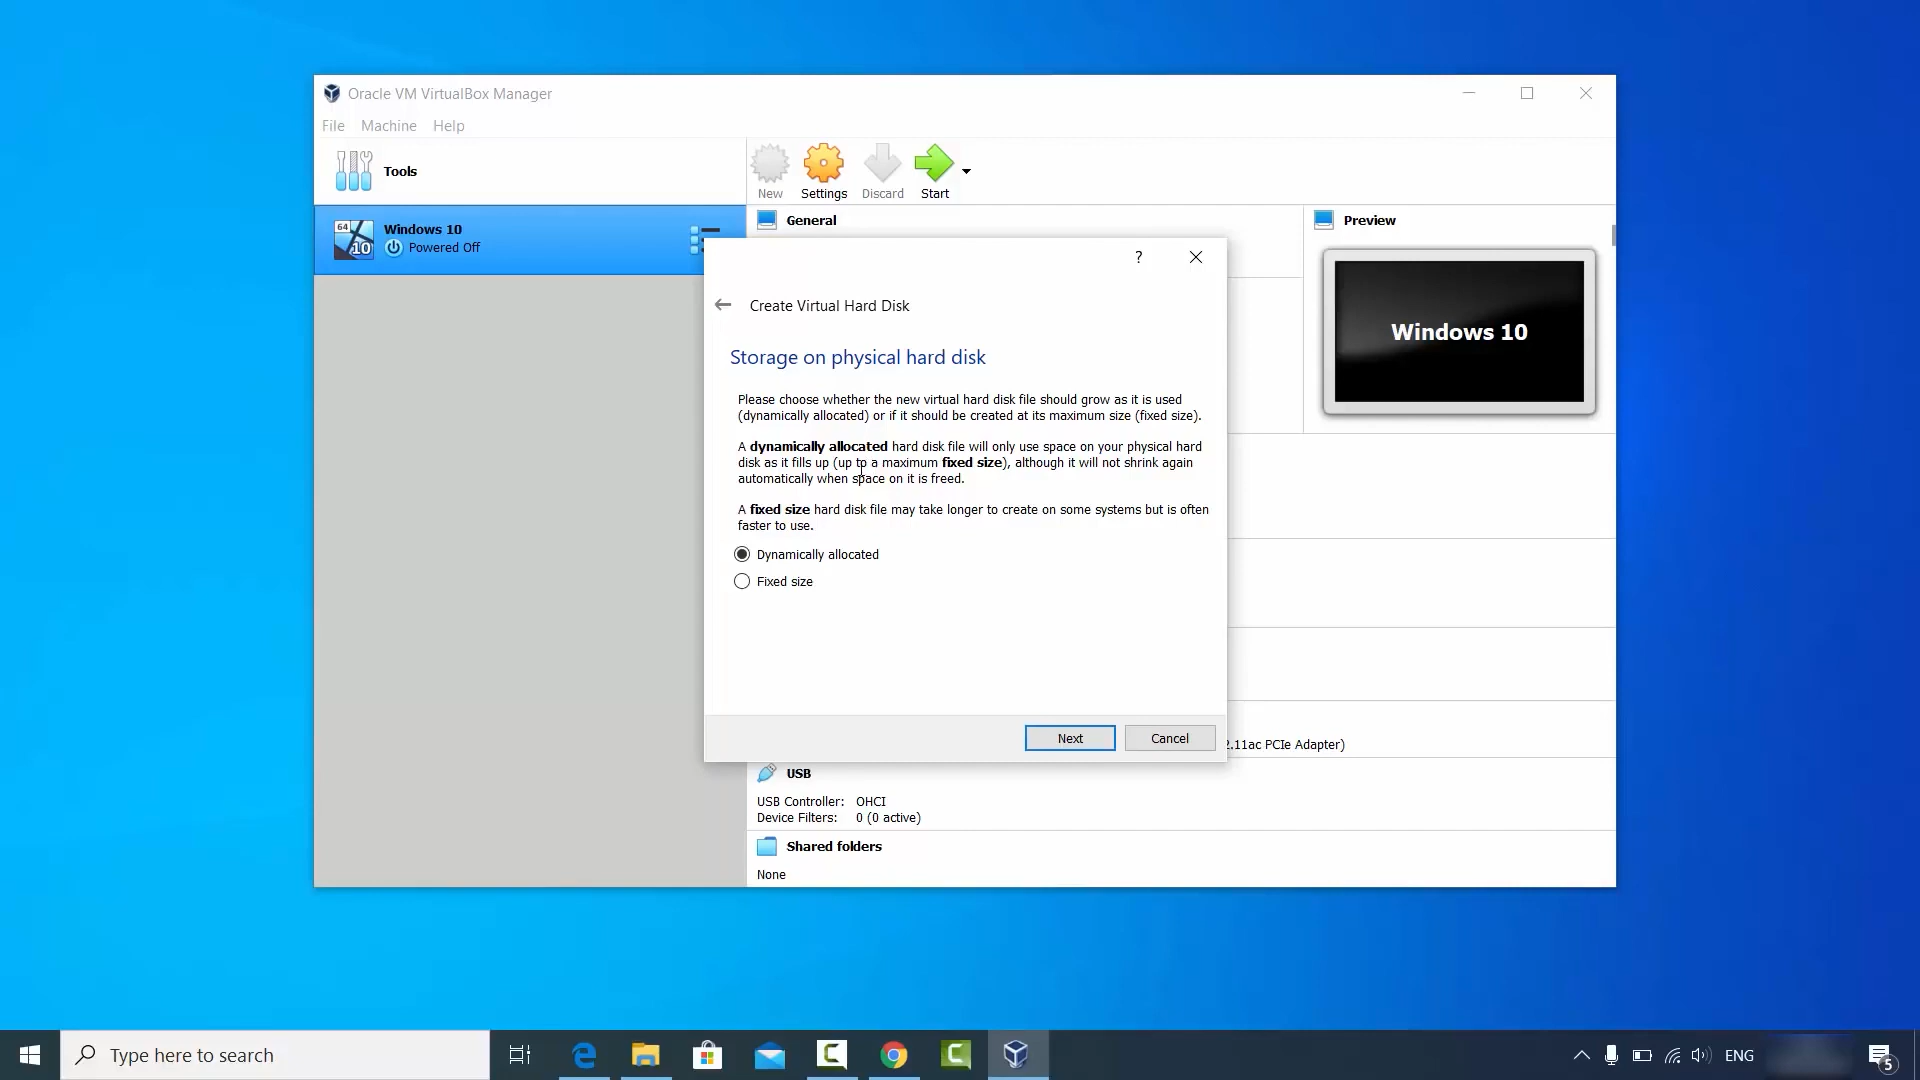 Oracle VM VirtualBox Manager
File Machine Help
Tools
New Settings Discard Start
64
10
Windows 10
Powered Off
General
Preview
Windows 10
?
Create Virtual Hard Disk
Storage on physical hard disk
Please choose whether the new virtual hard disk file should grow as it is used
(dynamically allocated) or if it should be created at its maximum size (fixed size).
A dynamically allocated hard disk file will only use space on your physical hard
disk as it fills up (up to a maximum fixed size), although it will not shrink again
automatically when space on it is freed.
A fixed size hard disk file may take longer to create on some systems but is often
faster to use.
Dynamically allocated
Fixed size
Next Cancel
.11ac PCIe Adapter)
USB
USB Controller: OHCI
Device Filters: 0 (0 active)
Shared folders
None
Type here to search
ENG
5